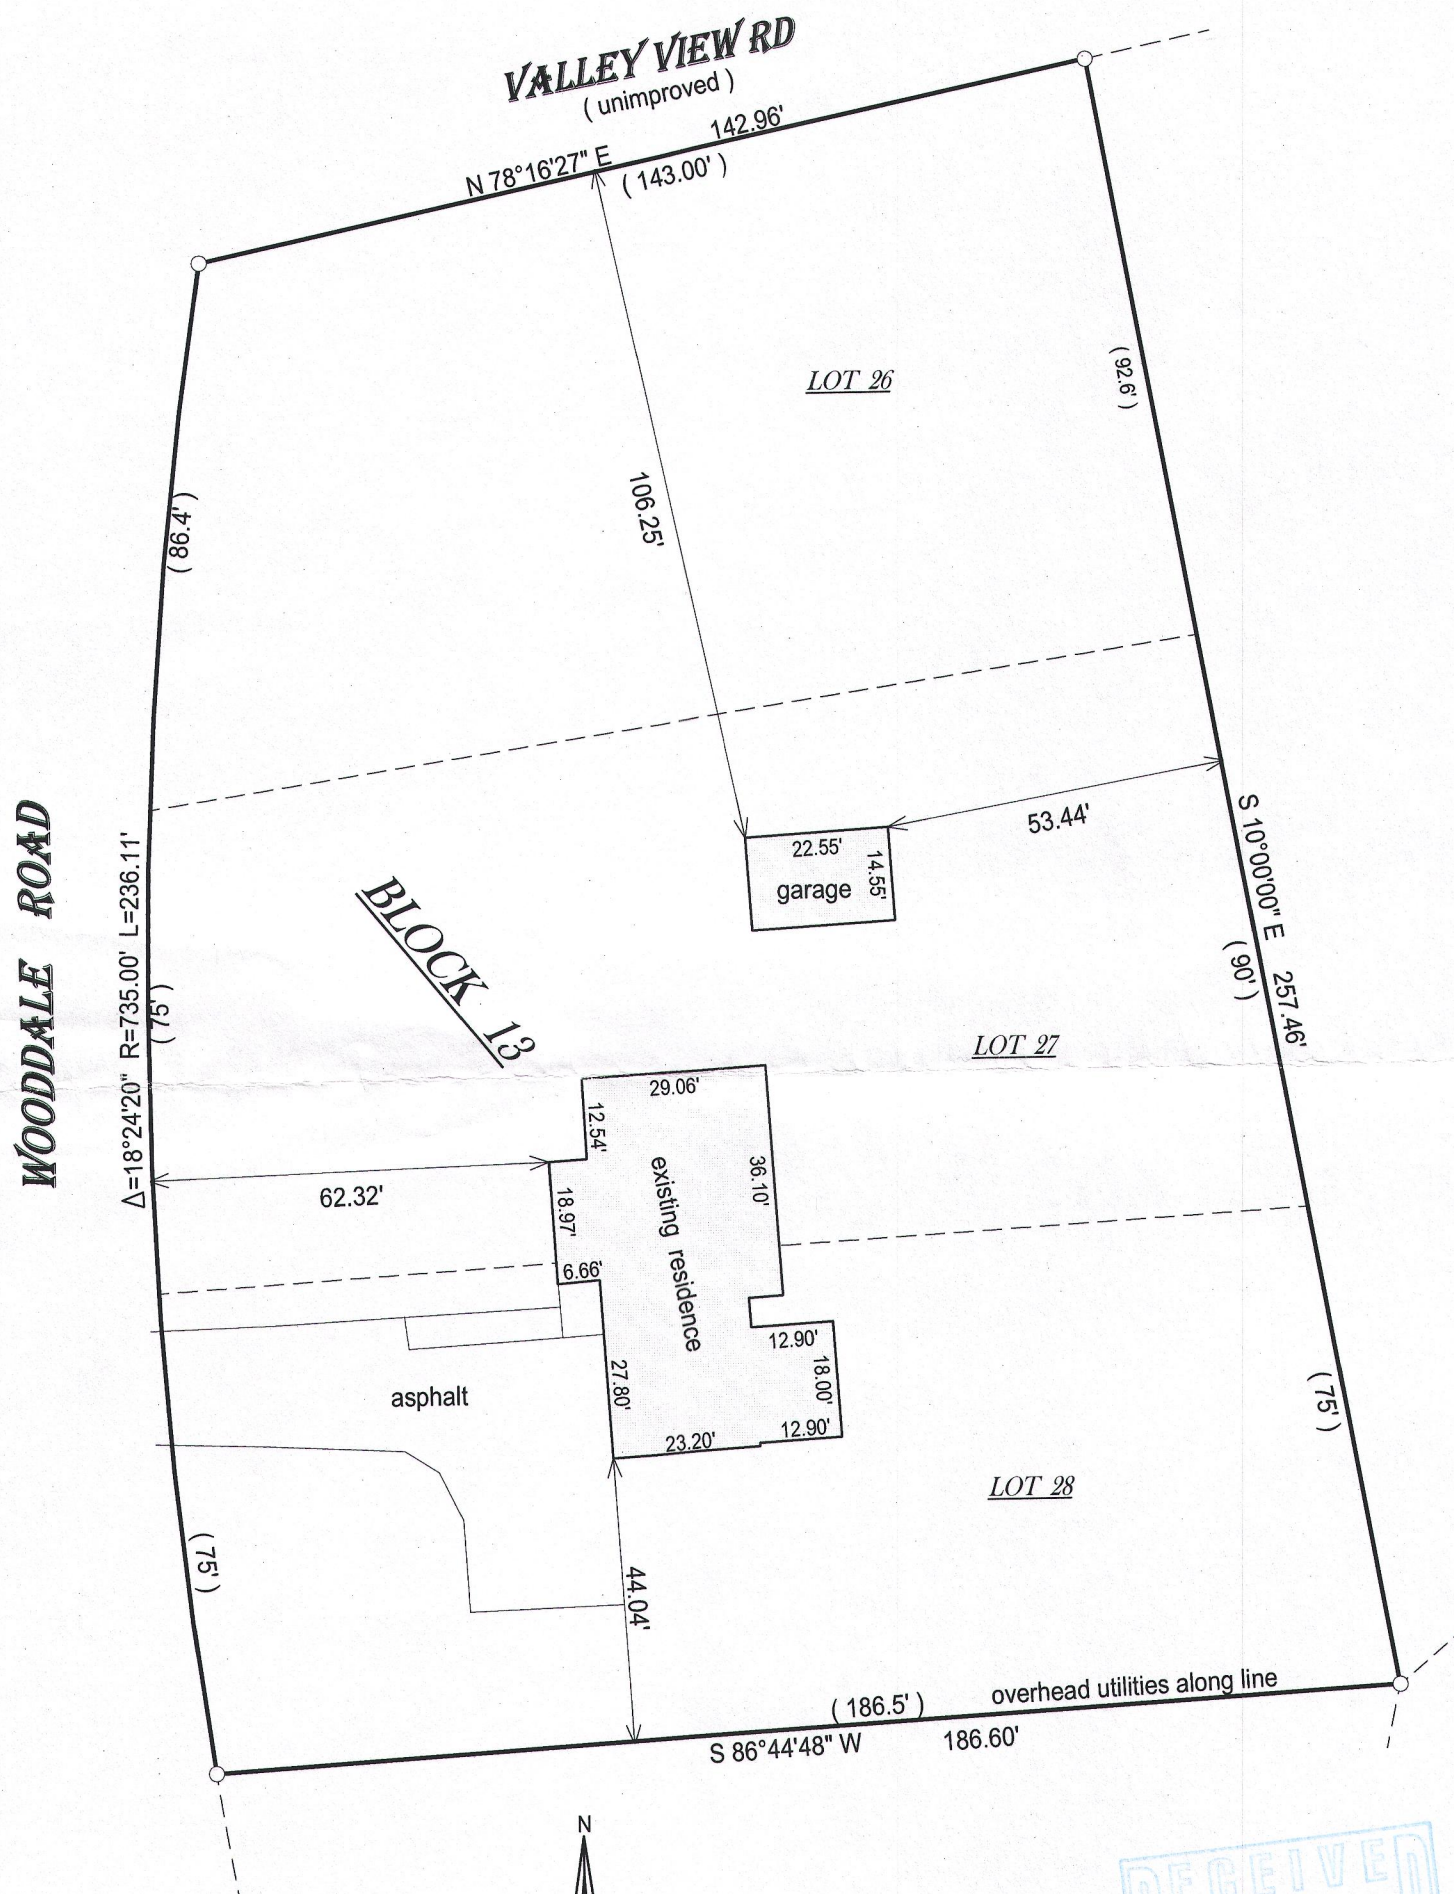 VALLEY VIEW RD
( unimproved )
142.96'
N 78°16'27" E
( 143.00' )
( 92.6' )
LOT 26
( 86.4' )
106.25'
53.44'
22.55'
14.55'
garage
S 10°00'00" E 257.46'
( 90' )
WOODDALE ROAD
Δ=18°24'20" R=735.00' L=236.11'
( 75' )
BLOCK 13
LOT 27
29.06'
12.54'
36.10'
existing residence
62.32'
18.97'
6.66'
12.90'
18.00'
27.80'
asphalt
23.20'
12.90'
( 75' )
LOT 28
( 75' )
44.04'
( 186.5' )
overhead utilities along line
S 86°44'48" W 186.60'
N
RECEIVED